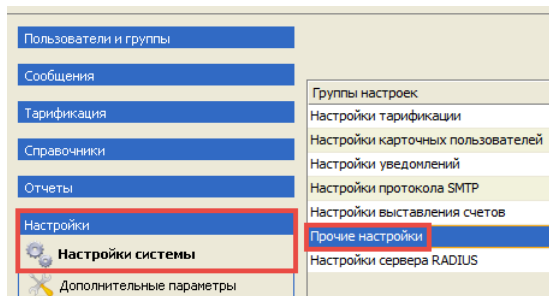 Пользователи и группы
Сообщения
Тарификация
Справочники
Отчеты
Настройки
Настройки системы
Дополнительные параметры
Группы настроек
Настройки тарификации
Настройки карточных пользователей
Настройки уведомлений
Настройки протокола SMTP
Настройки выставления счетов
Прочие настройки
Настройки сервера RADIUS